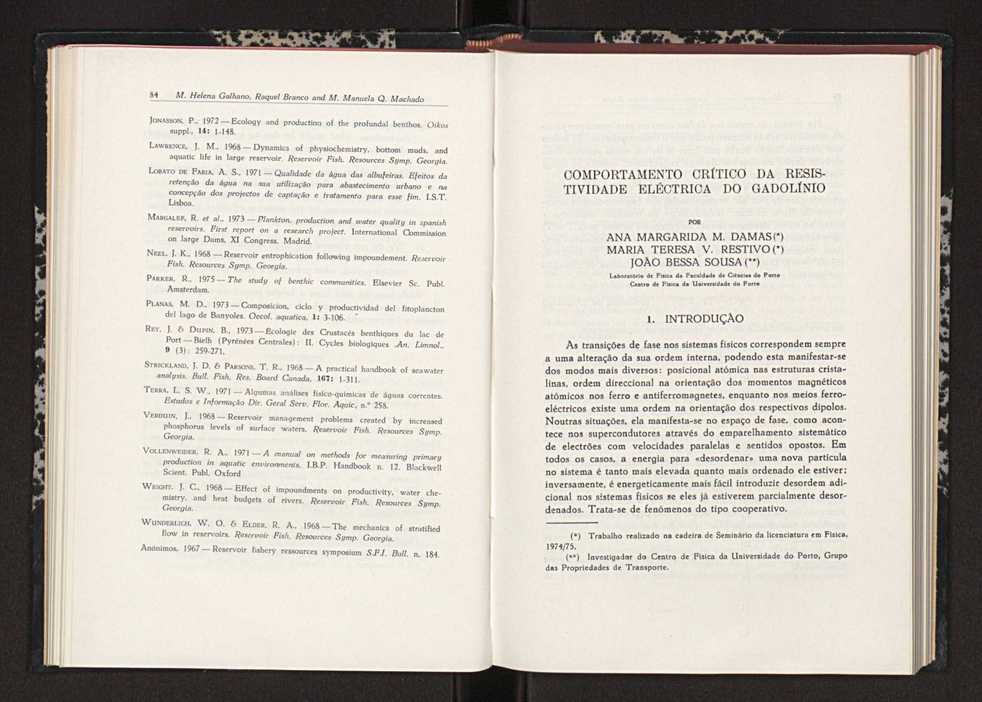 84 M. Helena Galhano, Raquel Branco and M. Manuela Q. Machado
JONASSON, P., 1972 — Ecology and production of the profundal benthos. Oikos
suppl., 14: 1-148.
LAWRENCE, J. M., 1968 — Dynamics of physiochemistry, bottom muds, and
aquatic life in large reservoir. Reservoir Fish. Resources Symp. Georgia.
LOBATO DE FARIA, A. S., 1971 — Qualidade da água das albufeiras. Efeitos da
retenção da água na sua utilização para abastecimento urbano e na
concepção dos projectos de captação e tratamento para esse fim. I.S.T.
Lisboa.
MARGALEF, R. et al., 1973 — Plankton, production and water quality in spanish
reservoirs. First report on a research project. International Commission
on large Dams, XI Congress. Madrid.
NEEL, J. K., 1968 — Reservoir entrophication following impoundement. Reservoir
Fish. Resources Symp. Georgia.
PARKER, R., 1975 — The study of benthic communities. Elsevier Sc. Publ.
Amsterdam.
PLANAS, M. D., 1973 — Composicion, ciclo y productividad del fitoplancton
del lago de Banyoles. Oecol. aquatica, 1: 3-106.
REY, J. & DUPIN, B., 1973 — Écologie des Crustacés benthiques du lac de
Port — Bielh (Pyrénées Centrales): II. Cycles biologiques .An. Limnol.,
9 (3): 259-271.
STRICKLAND, J. D. & PARSONS, T. R., 1968 — A practical handbook of seawater
analysis. Bull. Fish. Res. Board Canada, 167: 1-311.
TERRA, L. S. W., 1971 — Algumas análises físico-químicas de águas correntes.
Estudos e Informação Dir. Geral Serv. Flor. Aquic, n.º 258.
VERDUIN, J., 1968 — Reservoir management problems created by increased
phosphorus levels of surface waters. Reservoir Fish. Resources Symp.
Georgia.
VOLLENWEIDER, R. A., 1971 — A manual on methods for measuring primary
production in aquatic environments. I.B.P. Handbook n. 12. Blackwell
Scient. Publ. Oxford
WRIGHT, J. C., 1968 — Effect of impoundments on productivity, water che-
mistry, and heat budgets of rivers. Reservoir Fish. Resources Symp.
Georgia.
WUNDERLICH, W. O. & ELDER, R. A., 1968 — The mechanics of stratified
flow in reservoirs. Reservoir Fish. Resources Symp. Georgia.
Anónimos, 1967 — Reservoir fishery ressources symposium S.F.I. Bull. n. 184.
COMPORTAMENTO CRÍTICO DA RESIS-
TIVIDADE ELÉCTRICA DO GADOLÍNIO
POR
ANA MARGARIDA M. DAMAS(*)
MARIA TERESA V. RESTIVO(*)
JOÃO BESSA SOUSA(**)
Laboratório de Física da Faculdade de Ciências do Porto
Centro de Física da Universidade do Porto
1. INTRODUÇÃO
As transições de fase nos sistemas físicos correspondem sempre
a uma alteração da sua ordem interna, podendo esta manifestar-se
dos modos mais diversos: posicional atómica nas estruturas crista-
linas, ordem direccional na orientação dos momentos magnéticos
atómicos nos ferro e antiferromagnetes, enquanto nos meios ferro-
eléctricos existe uma ordem na orientação dos respectivos dipolos.
Noutras situações, ela manifesta-se no espaço de fase, como acon-
tece nos supercondutores através do emparelhamento sistemático
de electrões com velocidades paralelas e sentidos opostos. Em
todos os casos, a energia para «desordenar» uma nova partícula
no sistema é tanto mais elevada quanto mais ordenado ele estiver;
inversamente, é energeticamente mais fácil introduzir desordem adi-
cional nos sistemas físicos se eles já estiverem parcialmente desor-
denados. Trata-se de fenómenos do tipo cooperativo.
(*) Trabalho realizado na cadeira de Seminário da licenciatura em Física,
1974/75.
(**) Investigador do Centro de Física da Universidade do Porto, Grupo
das Propriedades de Transporte.